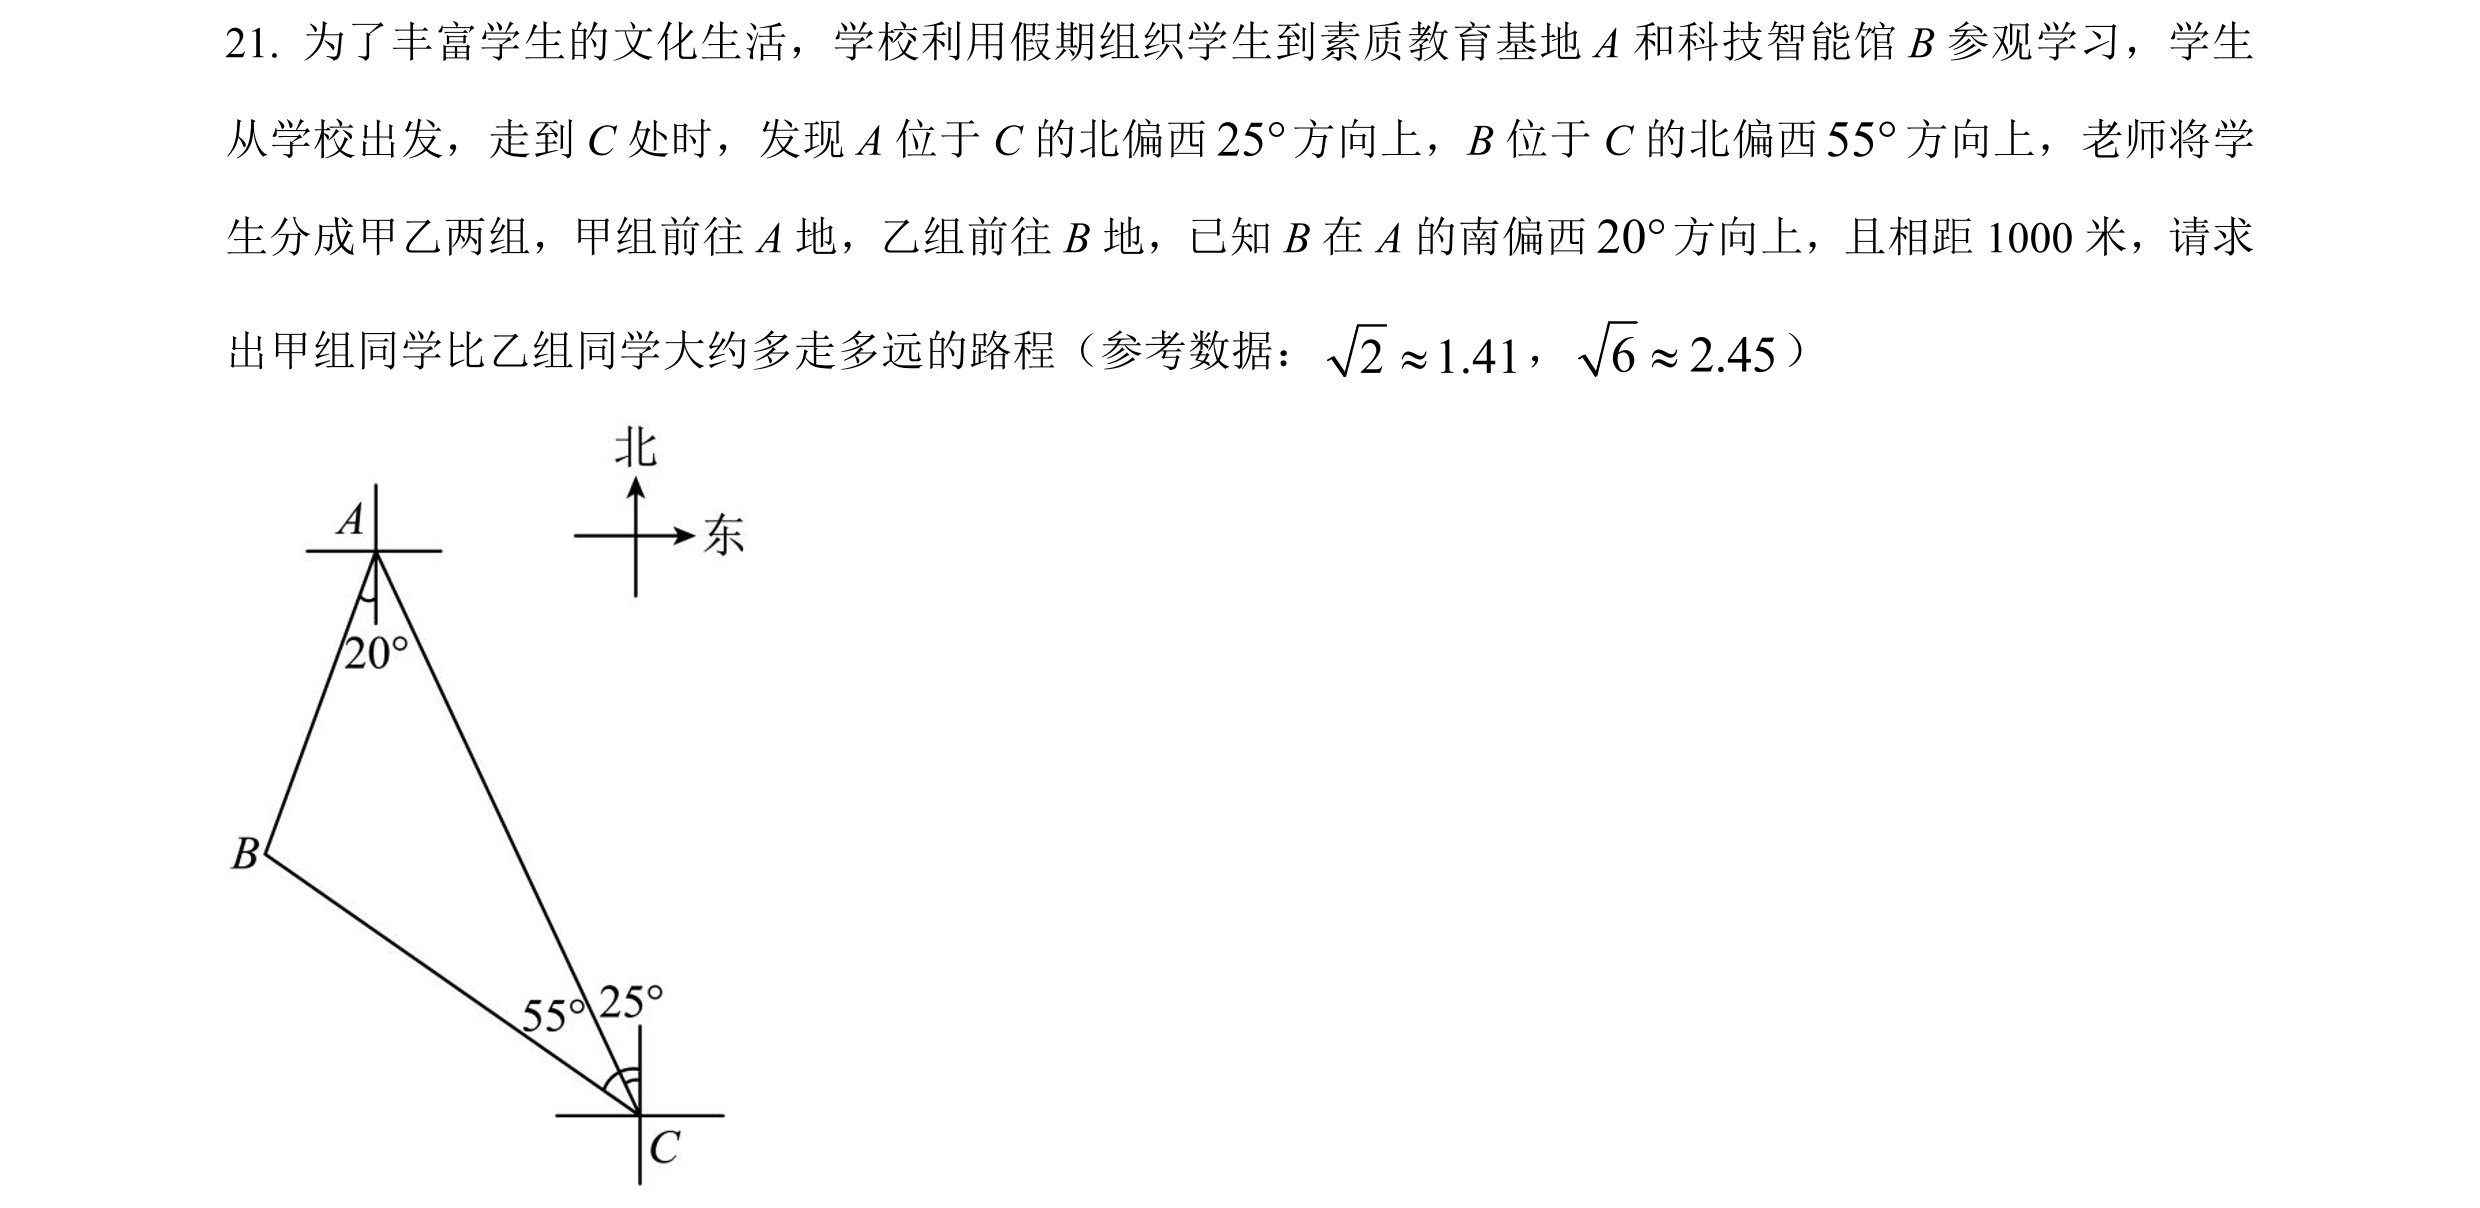 21. 为了丰富学生的文化生活，学校利用假期组织学生到素质教育基地 A 和科技智能馆 B 参观学习，学生
从学校出发，走到 C 处时，发现 A 位于 C 的北偏西25°方向上，B 位于 C 的北偏西55°方向上，老师将学
生分成甲乙两组，甲组前往 A 地，乙组前往 B 地，已知 B 在 A 的南偏西20°方向上，且相距 1000 米，请求
出甲组同学比乙组同学大约多走多远的路程（参考数据：√2≈1.41，√6≈2.45）
北
A
东
20°
B
55° 25°
C